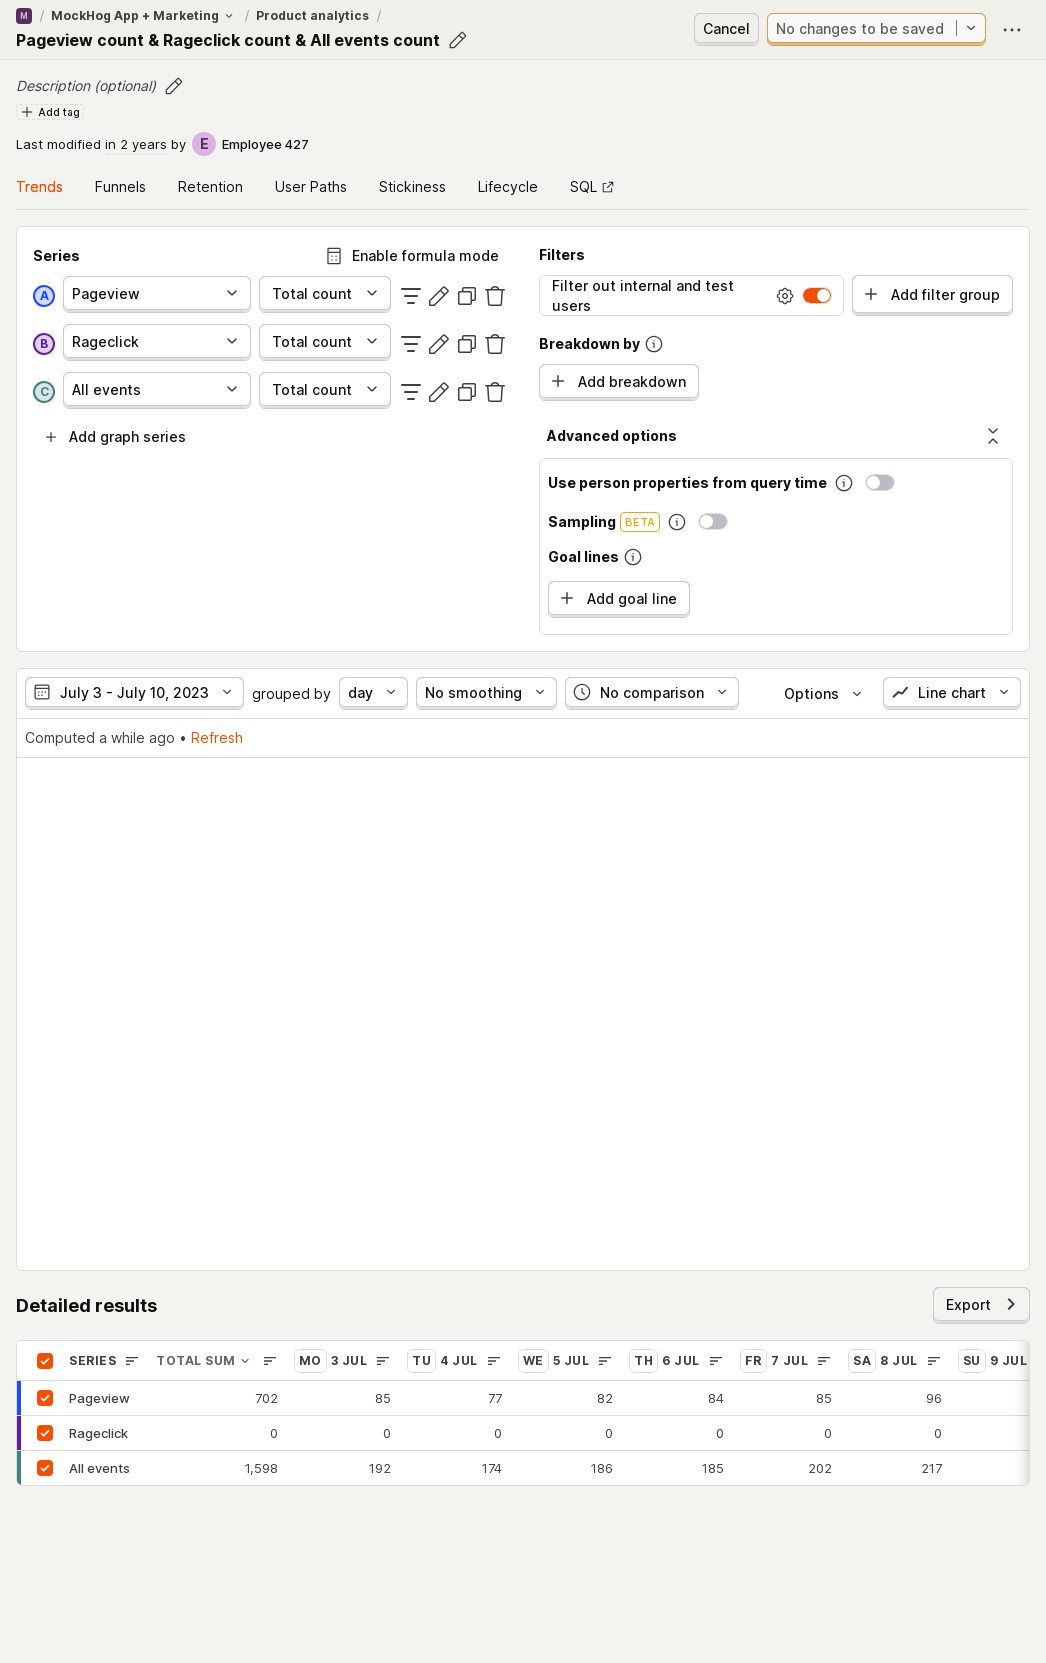 M / MockHog App + Marketing / Product analytics /
Pageview count & Rageclick count & All events count
Cancel
No changes to be saved
Description (optional)
Add tag
Last modified in 2 years by E Employee 427
Trends Funnels Retention User Paths Stickiness Lifecycle SQL
Series
Enable formula mode
A Pageview Total count
B Rageclick Total count
C All events Total count
Add graph series
Filters
Filter out internal and test users
Add filter group
Breakdown by
Add breakdown
Advanced options
Use person properties from query time
Sampling BETA
Goal lines
Add goal line
July 3 - July 10, 2023 grouped by day No smoothing No comparison Options Line chart
Computed a while ago • Refresh
Detailed results
Export
SERIES TOTAL SUM MO 3 JUL TU 4 JUL WE 5 JUL TH 6 JUL FR 7 JUL SA 8 JUL SU 9 JUL
Pageview 702 85 77 82 84 85 96
Rageclick 0 0 0 0 0 0 0
All events 1,598 192 174 186 185 202 217